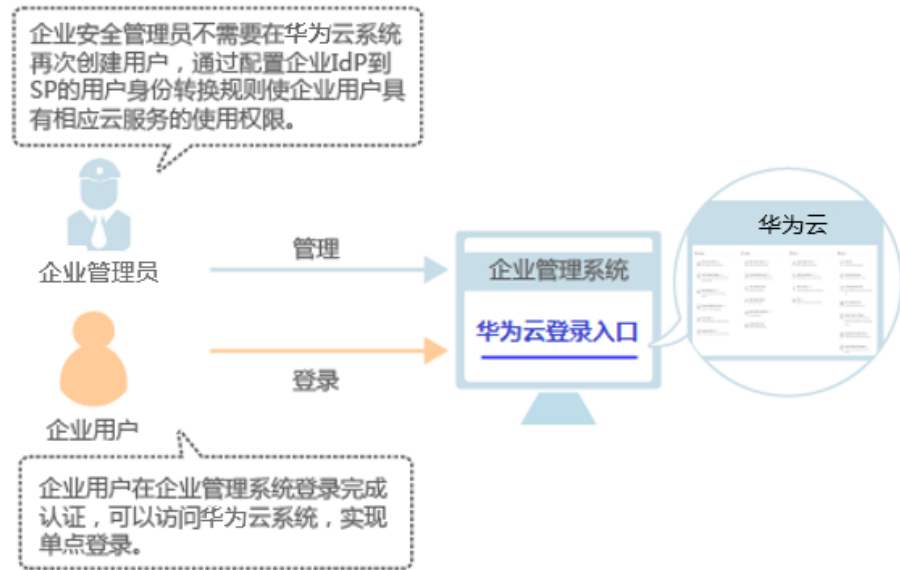 企业安全管理员不需要在华为云系统
再次创建用户，通过配置企业IdP到
SP的用户身份转换规则使企业用户具
有相应云服务的使用权限。
华为云
管理
企业管理系统
企业管理员
华为云登录入口
登录
企业用户
企业用户在企业管理系统登录完成
认证，可以访问华为云系统，实现
单点登录。